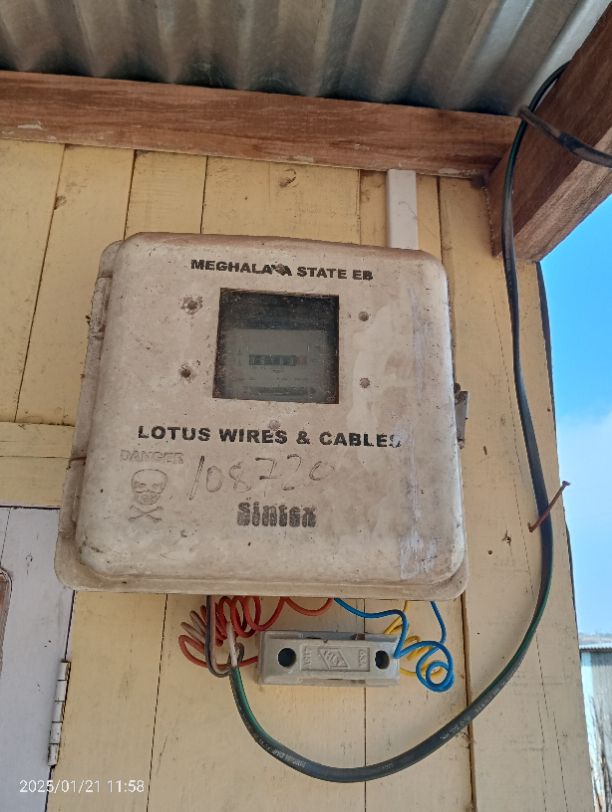 MEGHALAYA STATE EB
LOTUS WIRES & CABLES
DANGER
108720
Sintex
2025/01/21 11:58